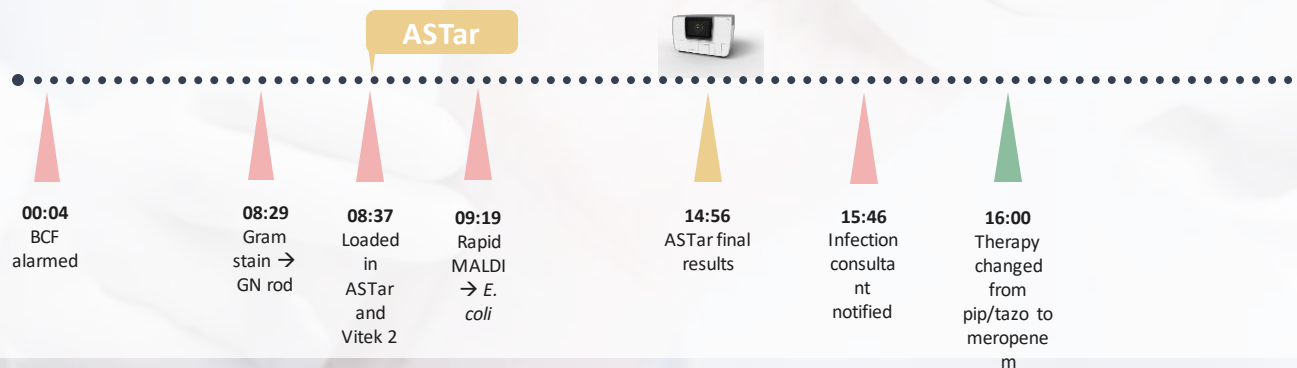 ASTar
00:04
BCF
alarmed
08:29
Gram
stain →
GN rod
08:37
Loaded
in
ASTar
and
Vitek 2
09:19
Rapid
MALDI
→ E.
coli
14:56
ASTar final
results
15:46
Infection
consulta
nt
notified
16:00
Therapy
changed
from
pip/tazo to
meropene
m